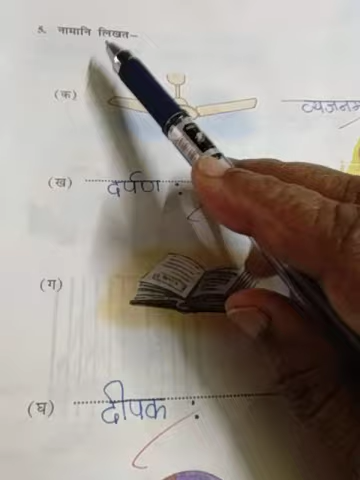 5. नामानि लिखत–
(क)
व्यजनम
(ख) दर्पण :
(ग)
(घ) दीपक :